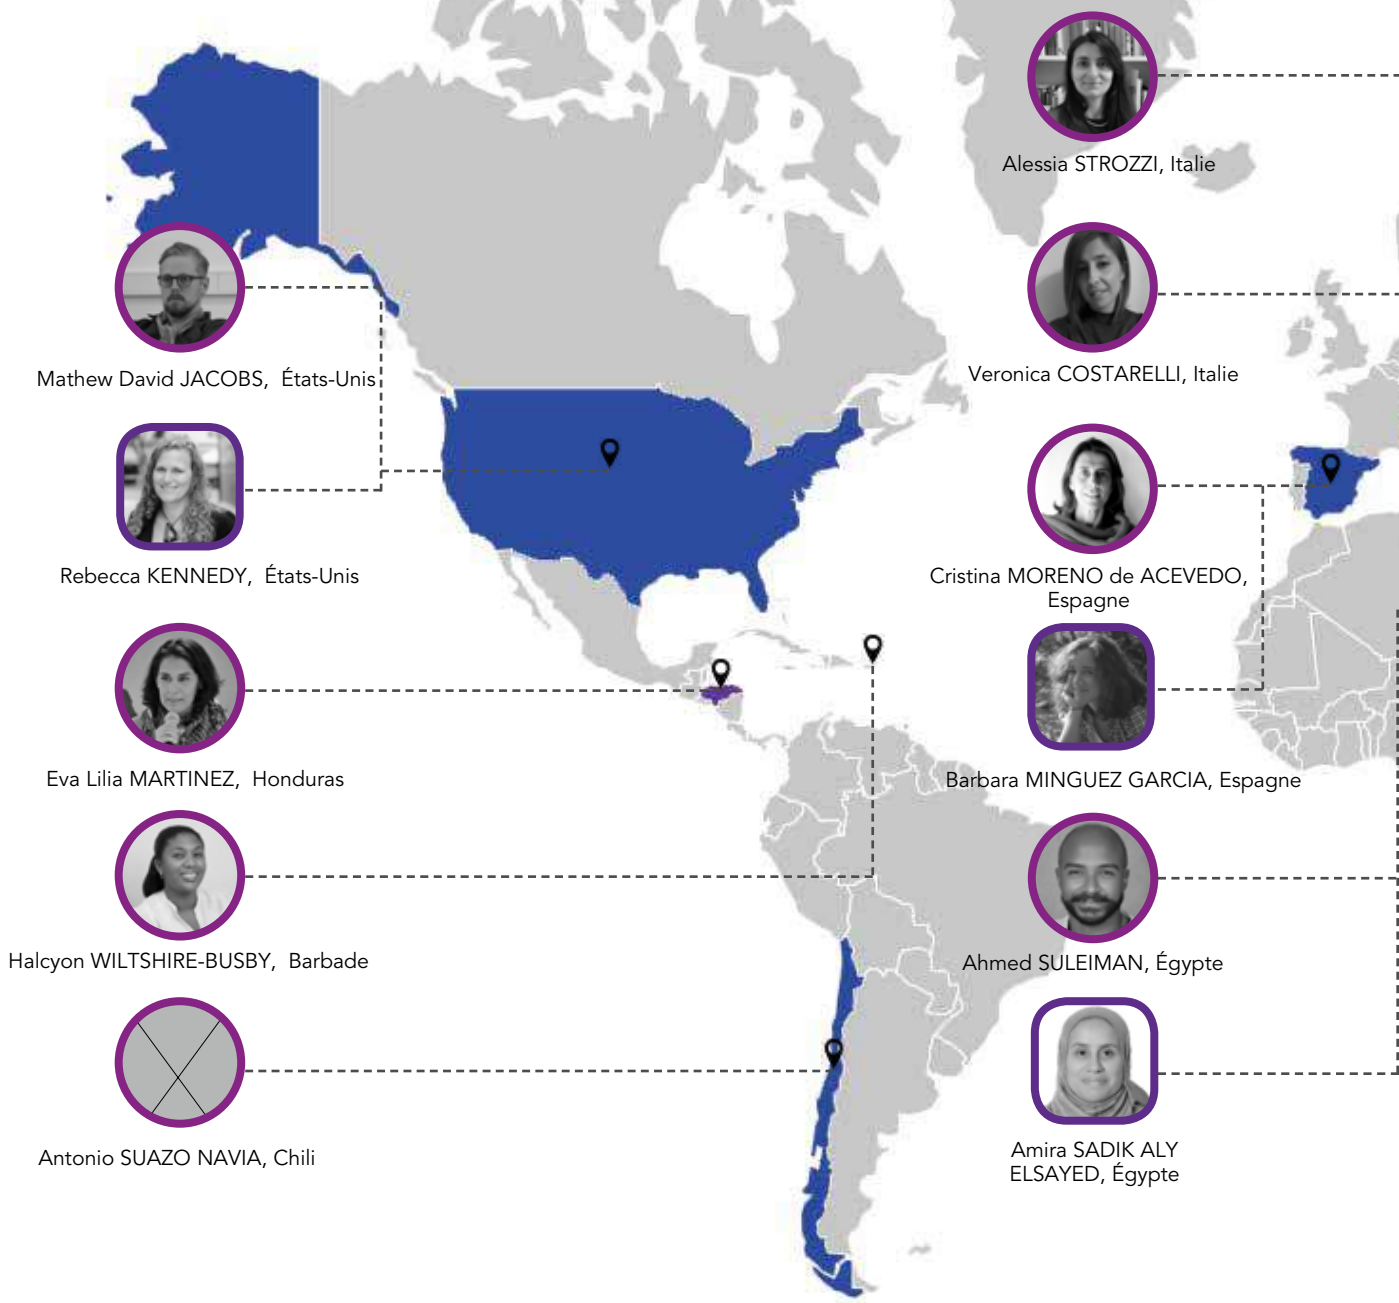 Mathew David JACOBS, États-Unis
Rebecca KENNEDY, États-Unis
Eva Lilia MARTINEZ, Honduras
Halcyon WILTSHIRE-BUSBY, Barbade
Antonio SUAZO NAVIA, Chili
Alessia STROZZI, Italie
Veronica COSTARELLI, Italie
Cristina MORENO de ACEVEDO,
Espagne
Barbara MINGUEZ GARCIA, Espagne
Ahmed SULEIMAN, Égypte
Amira SADIK ALY
ELSAYED, Égypte